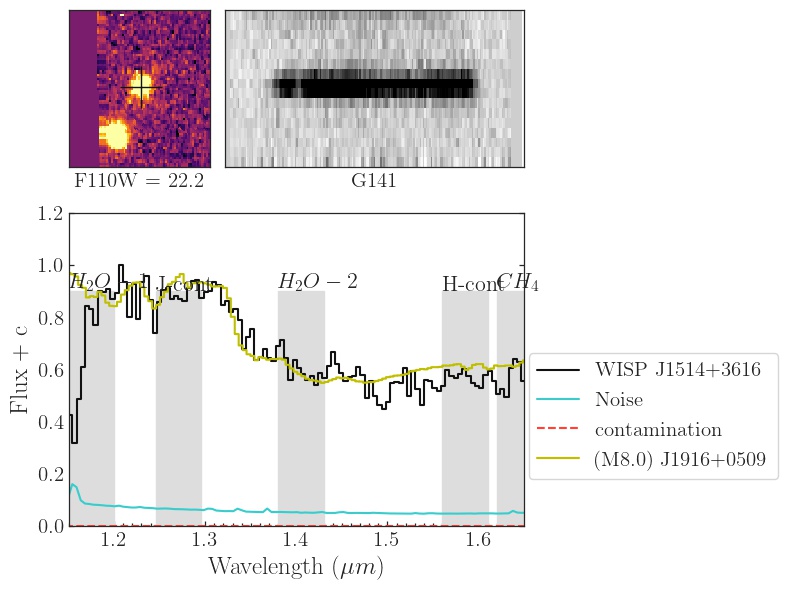 F110W = 22.2
G141
1.2
1.0
0.8
0.6
0.4
0.2
0.0
Flux + c
H₂O − 1
J-cont
H₂O − 2
H-cont
CH₄
WISP J1514+3616
Noise
contamination
(M8.0) J1916+0509
1.2
1.3
1.4
1.5
1.6
Wavelength (μm)